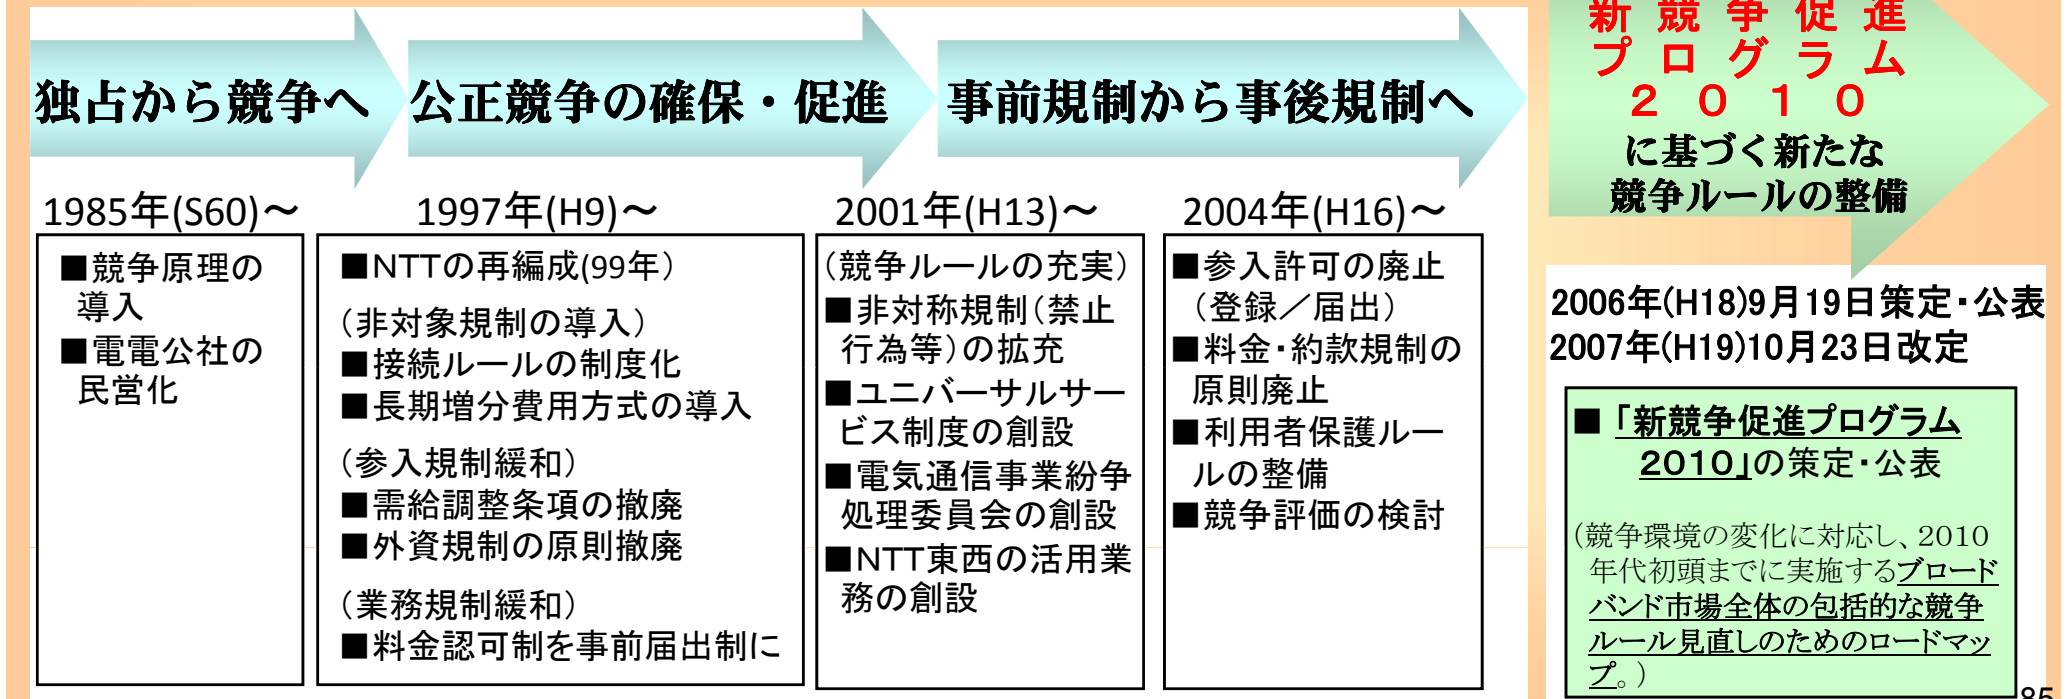 独占から競争へ
公正競争の確保・促進
事前規制から事後規制へ
新競争促進
プログラム
2010
に基づく新たな
競争ルールの整備
1985年(S60)～
■競争原理の
導入
■電電公社の
民営化
1997年(H9)～
■NTTの再編成(99年)
(非対象規制の導入)
■接続ルールの制度化
■長期増分費用方式の導入
(参入規制緩和)
■需給調整条項の撤廃
■外資規制の原則撤廃
(業務規制緩和)
■料金認可制を事前届出制に
2001年(H13)～
(競争ルールの充実)
■非対称規制(禁止
行為等)の拡充
■ユニバーサルサー
ビス制度の創設
■電気通信事業紛争
処理委員会の創設
■NTT東西の活用業
務の創設
2004年(H16)～
■参入許可の廃止
(登録／届出)
■料金・約款規制の
原則廃止
■利用者保護ルー
ルの整備
■競争評価の検討
2006年(H18)9月19日策定・公表
2007年(H19)10月23日改定
■「新競争促進プログラム
2010」の策定・公表
(競争環境の変化に対応し、2010
年代初頭までに実施するブロード
バンド市場全体の包括的な競争
ルール見直しのためのロードマッ
プ。)
85